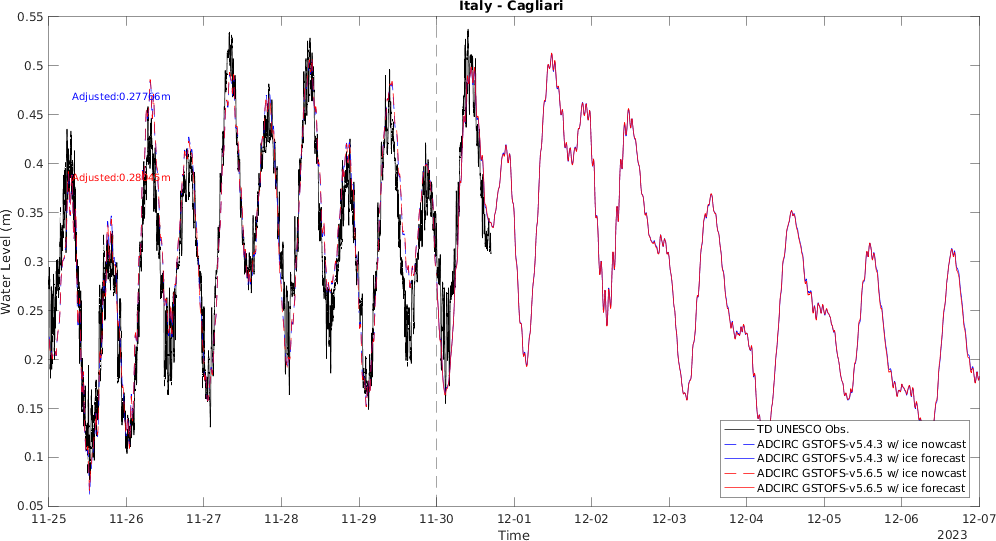 Italy - Cagliari
0.55
0.5
0.45
0.4
0.35
0.3
0.25
0.2
0.15
0.1
0.05
Water Level (m)
Adjusted:0.27766m
11-25
11-26
11-27
11-28
11-29
11-30
12-01
12-02
12-03
12-04
12-05
12-06
12-07
Time
2023
TD UNESCO Obs.
ADCIRC GSTOFS-v5.4.3 w/ ice nowcast
ADCIRC GSTOFS-v5.4.3 w/ ice forecast
ADCIRC GSTOFS-v5.6.5 w/ ice nowcast
ADCIRC GSTOFS-v5.6.5 w/ ice forecast